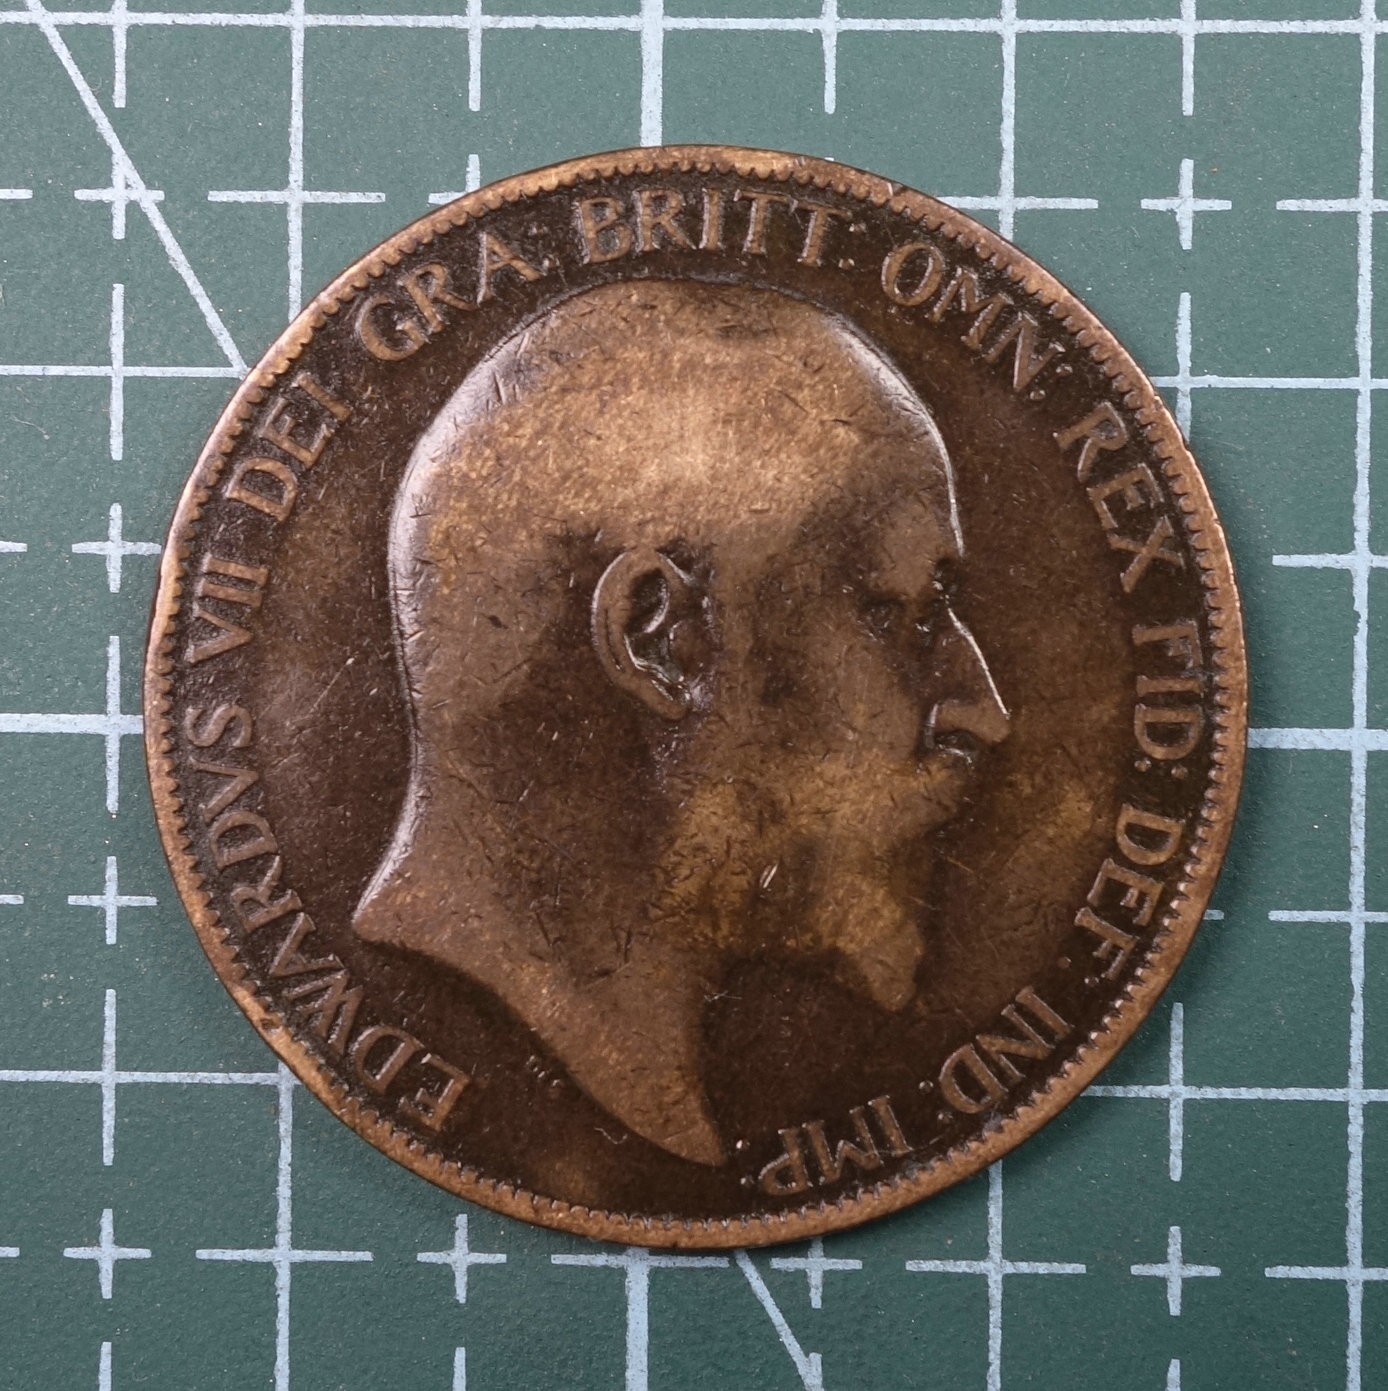 EDWARDVS VII DEI GRA: BRITT: OMN: REX FID: DEF: IND: IMP: